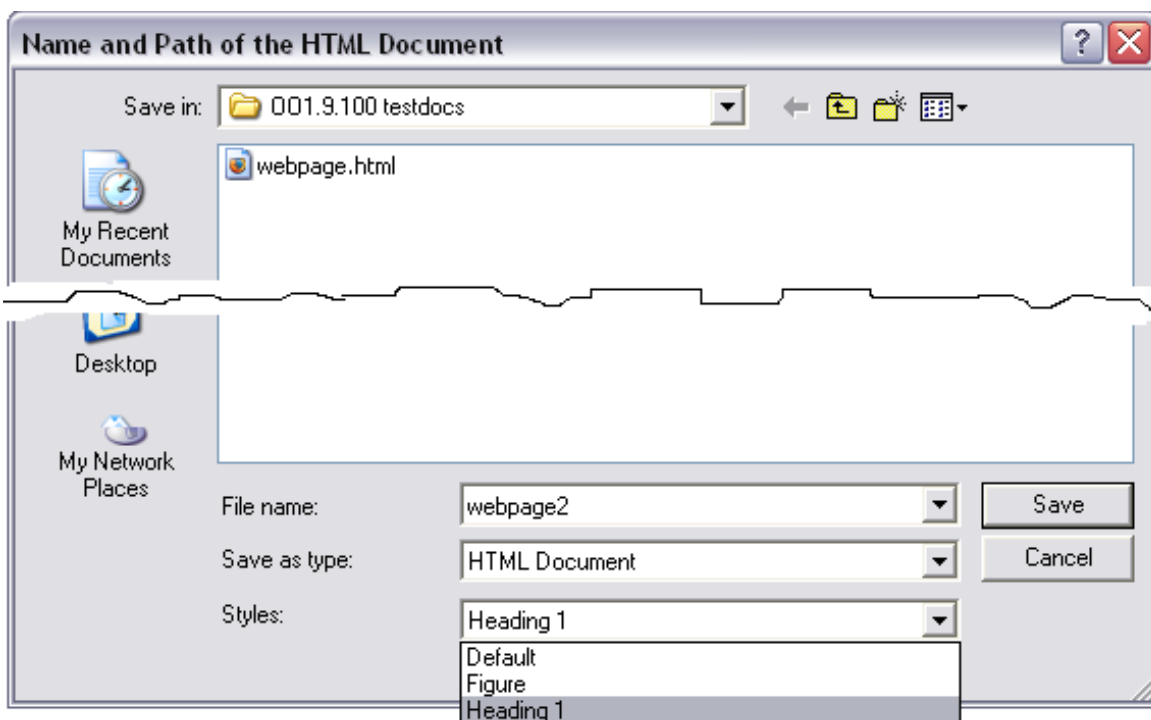 Name and Path of the HTML Document
Save in:
OO1.9.100 testdocs
webpage.html
My Recent
Documents
Desktop
My Network
Places
File name:
webpage2
Save
Save as type:
HTML Document
Cancel
Styles:
Heading 1
Default
Figure
Heading 1